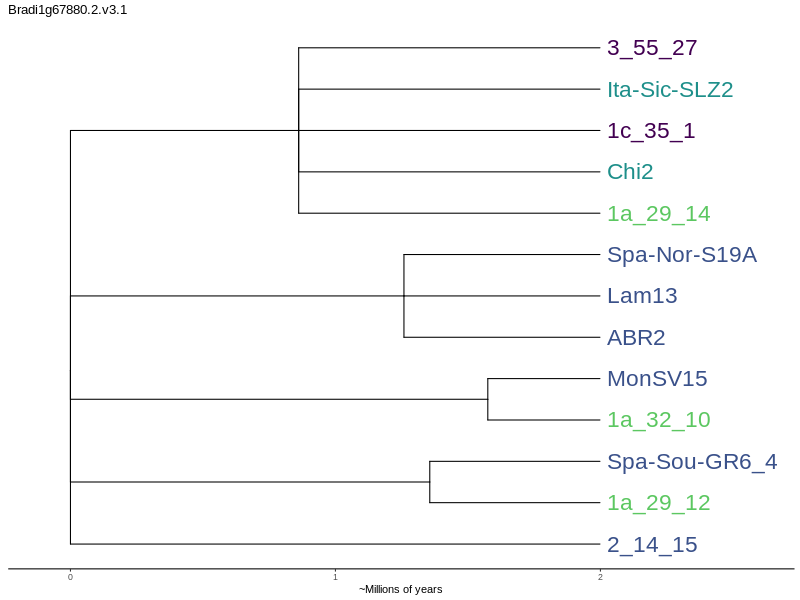 Bradi1g67880.2.v3.1
3_55_27
Ita-Sic-SLZ2
1c_35_1
Chi2
1a_29_14
Spa-Nor-S19A
Lam13
ABR2
MonSV15
1a_32_10
Spa-Sou-GR6_4
1a_29_12
2_14_15
0 1 2
~Millions of years